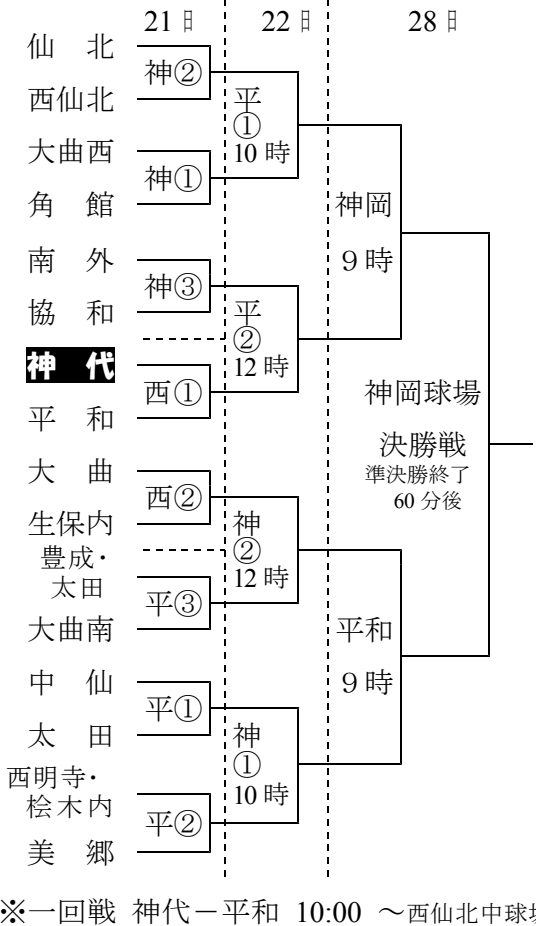 21日 22日 28日
仙 北
神②
西仙北
平
①
10時
大曲西
神①
角 館
神岡
9時
南 外
神③
協 和
平
②
12時
神 代
西①
平 和
神岡球場
決勝戦
準決勝終了
60分後
大 曲
西②
生保内
神
②
12時
豊成・
太田
平③
大曲南
平和
9時
中 仙
平①
太 田
神
①
10時
西明寺・
桧木内
平②
美 郷
※一回戦 神代－平和 10:00 ～西仙北中球場